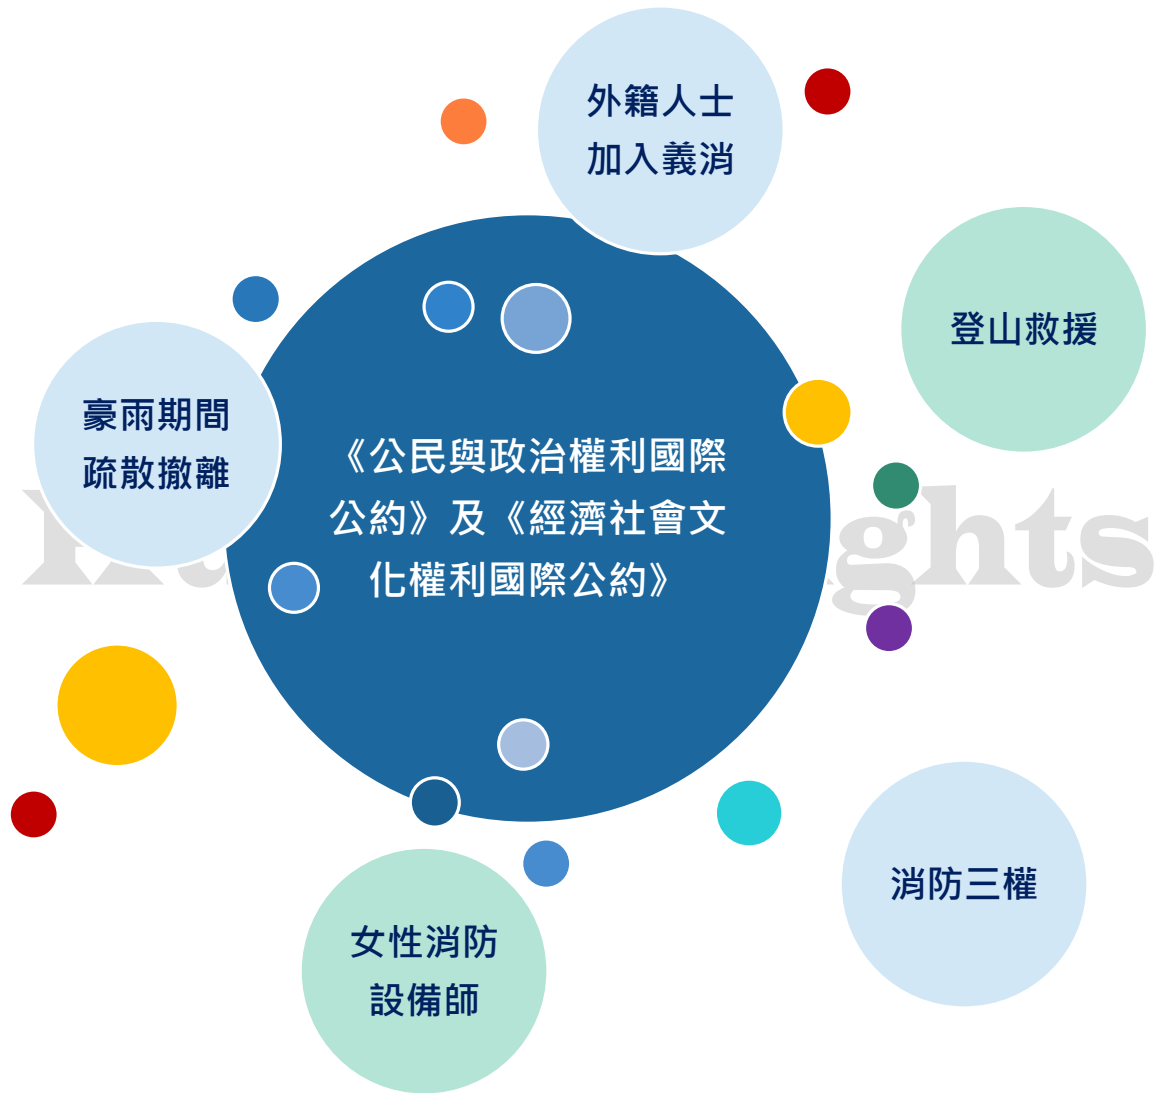 外籍人士
加入義消
登山救援
豪雨期間
疏散撤離
《公民與政治權利國際
公約》及《經濟社會文
化權利國際公約》
消防三權
女性消防
設備師